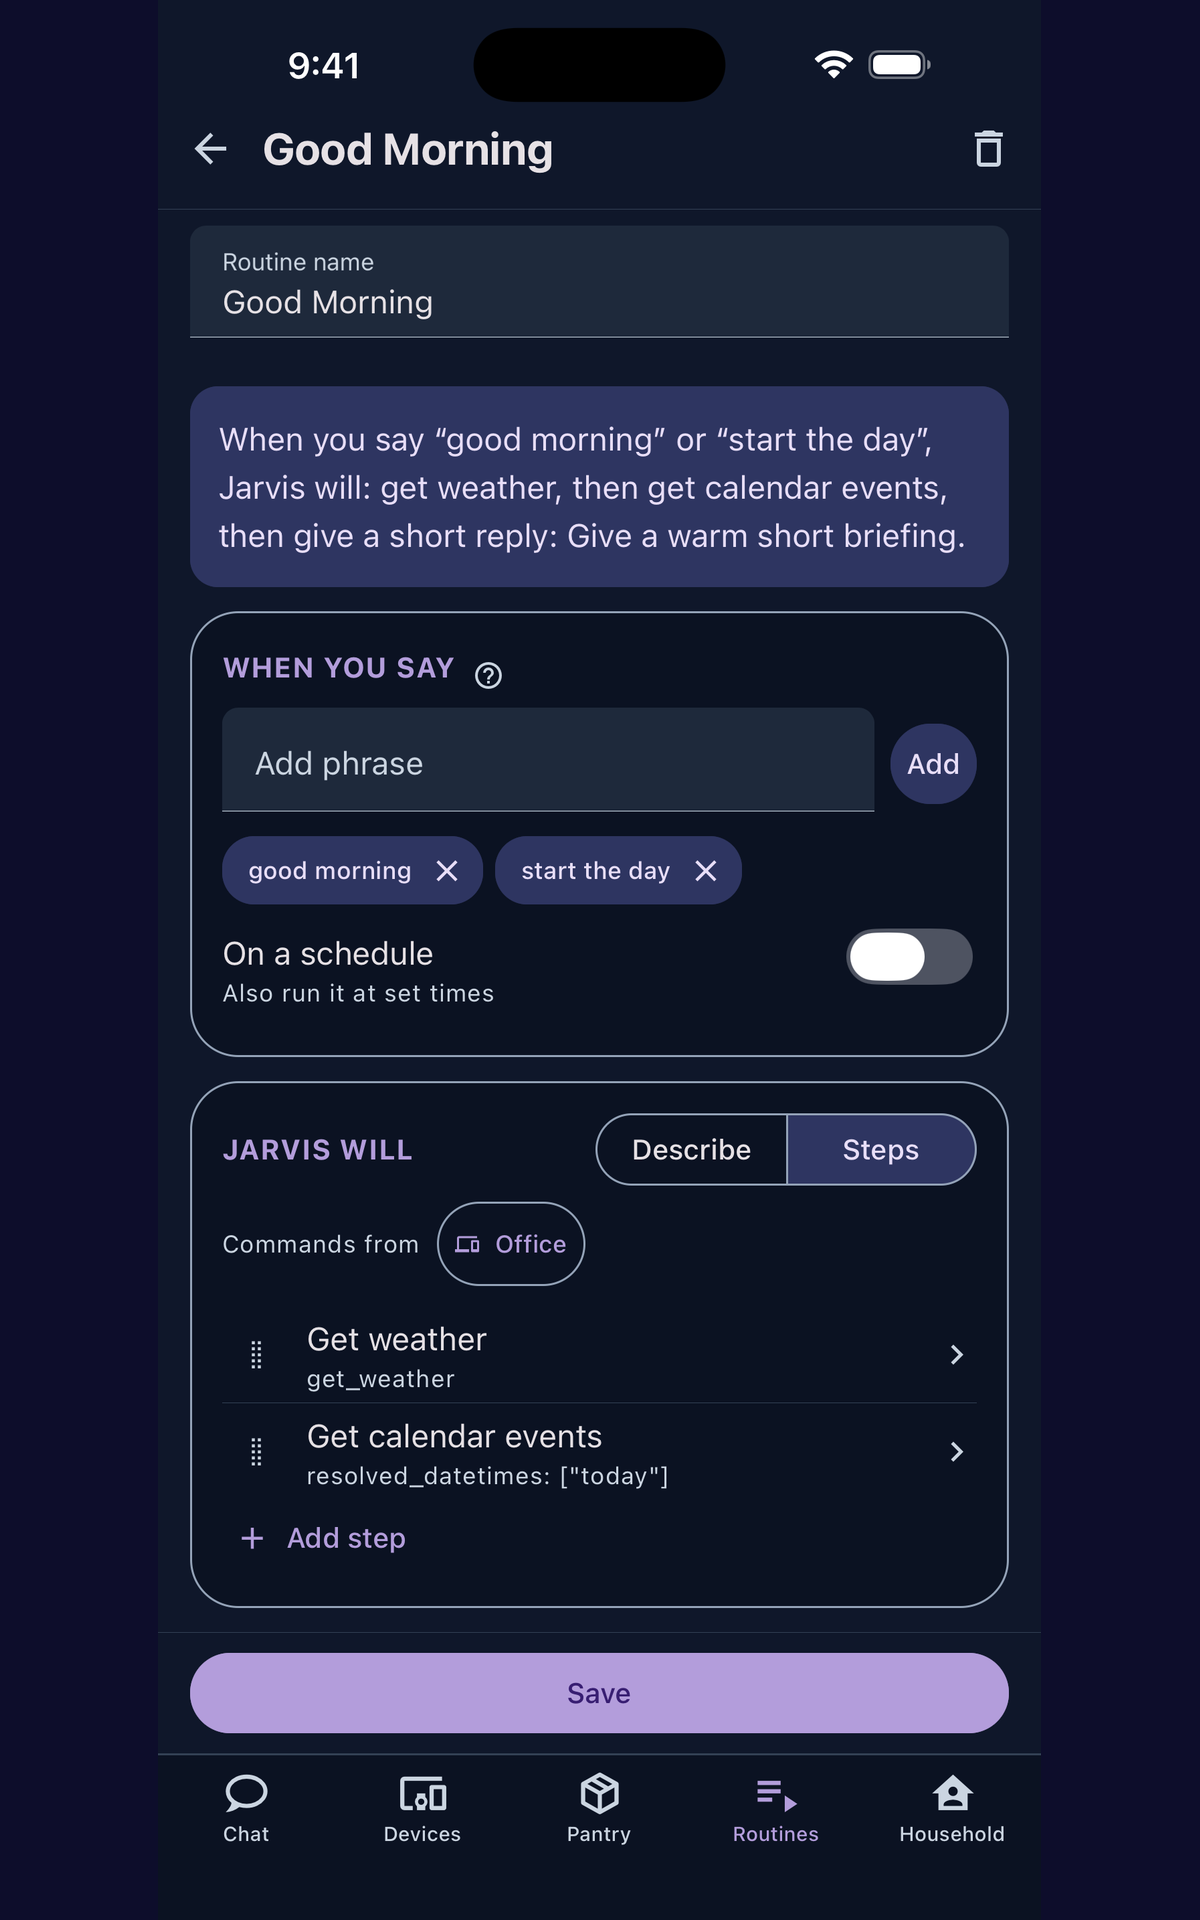 9:41
Good Morning
Routine name
Good Morning
When you say “good morning” or “start the day”,
Jarvis will: get weather, then get calendar events,
then give a short reply: Give a warm short briefing.
WHEN YOU SAY
Add phrase
Add
good morning
start the day
On a schedule
Also run it at set times
JARVIS WILL
Describe
Steps
Commands from
Office
Get weather
get_weather
Get calendar events
resolved_datetimes: ["today"]
Add step
Save
Chat
Devices
Pantry
Routines
Household